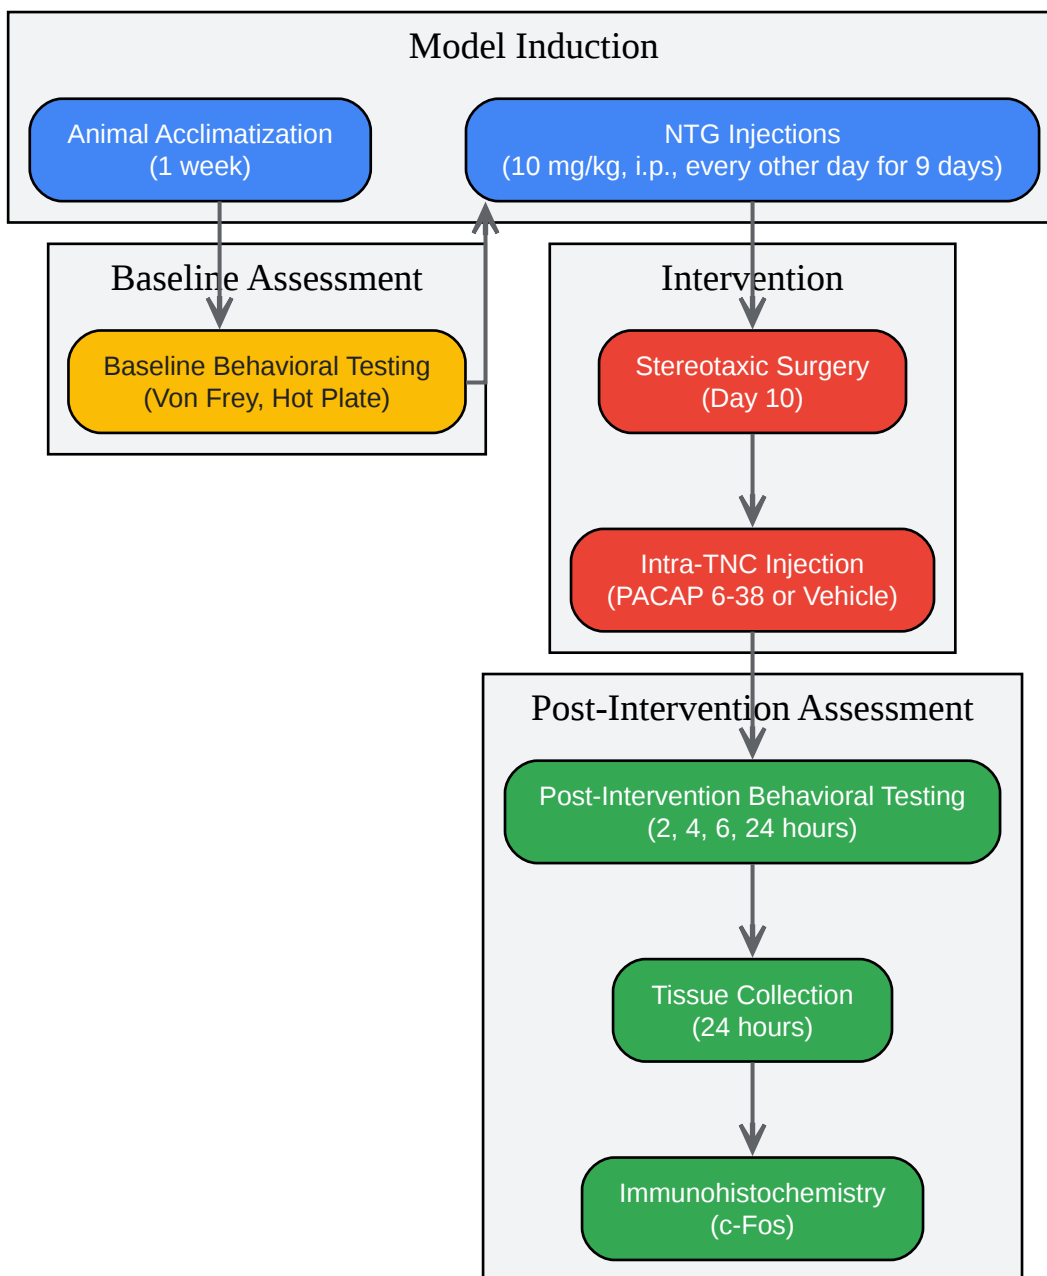 Model Induction
Animal Acclimatization
(1 week)
NTG Injections
(10 mg/kg, i.p., every other day for 9 days)
Baseline Assessment
Baseline Behavioral Testing
(Von Frey, Hot Plate)
Intervention
Stereotaxic Surgery
(Day 10)
Intra-TNC Injection
(PACAP 6-38 or Vehicle)
Post-Intervention Assessment
Post-Intervention Behavioral Testing
(2, 4, 6, 24 hours)
Tissue Collection
(24 hours)
Immunohistochemistry
(c-Fos)